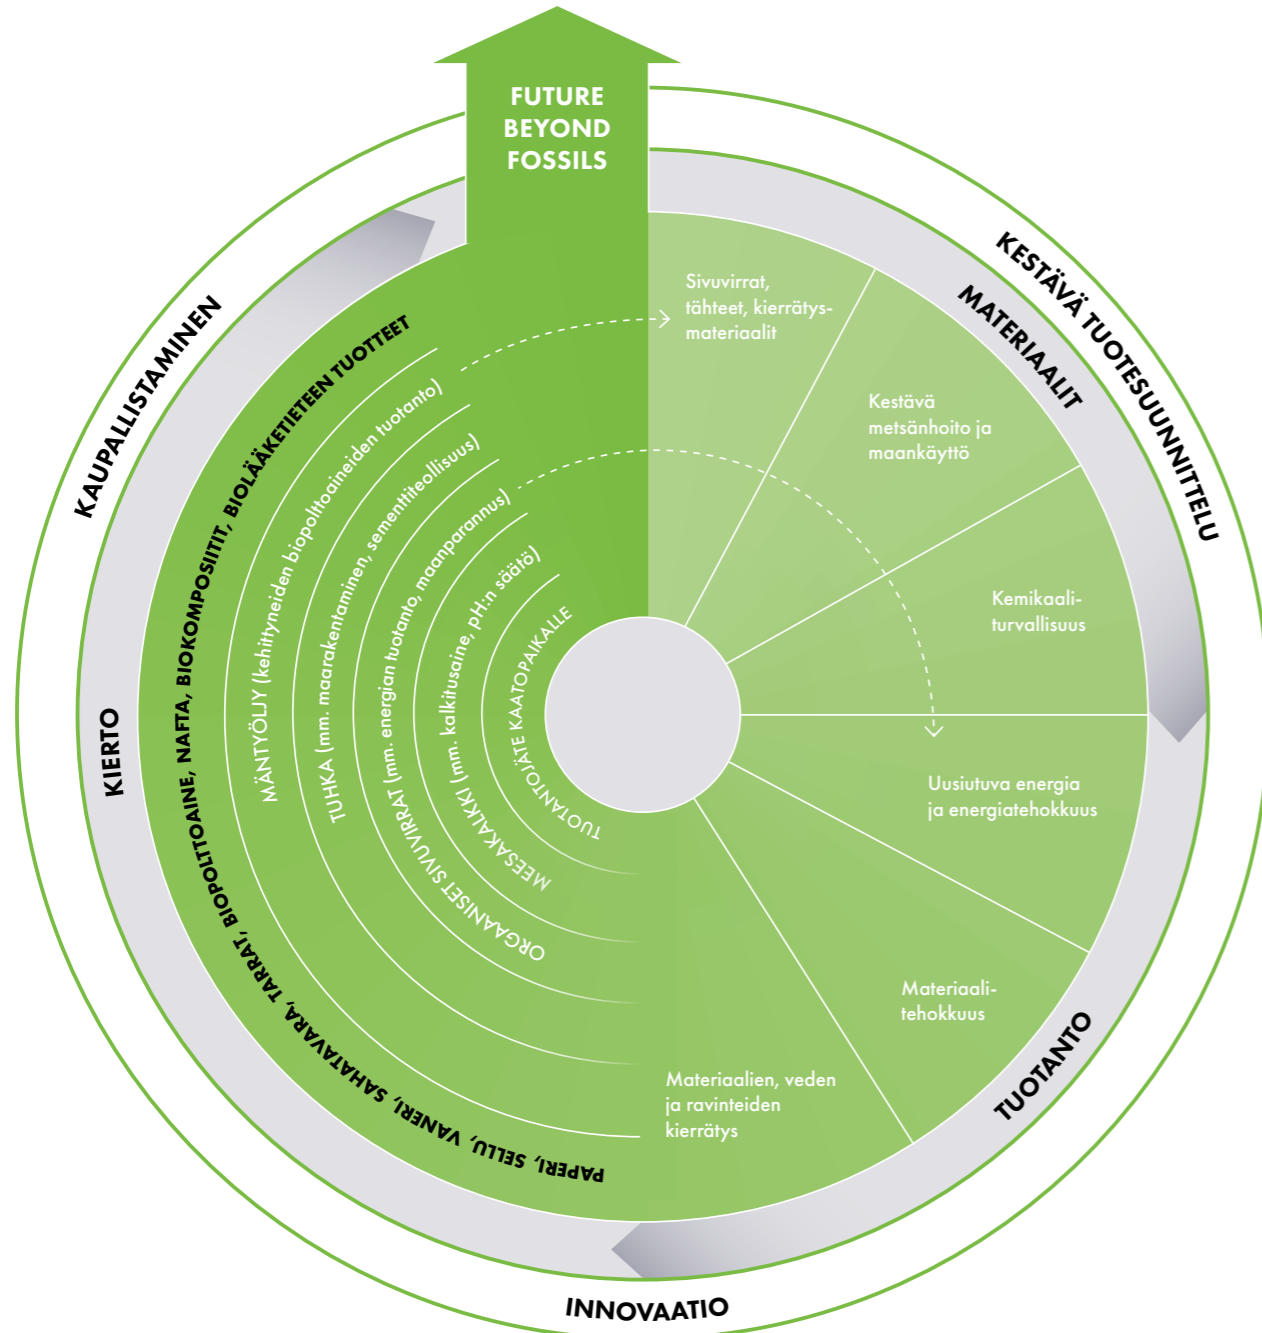 FUTURE
BEYOND
FOSSILS
KESTÄVÄ TUOTESUUNNITTELU
MATERIAALIT
Sivuvirrat,
tähteet, kierrätys-
materiaalit
Kestävä
metsänhoito ja
maankäyttö
Kemikaali-
turvallisuus
Uusiutuva energia
ja energiatehokkuus
Materiaali-
tehokkuus
TUOTANTO
Materiaalien, veden
ja ravinteiden
kierrätys
INNOVAATIO
KAUPALLISTAMINEN
KIERTO
PAPERI, SELLU, VANERI, SAHATAVARA, TARRAT, BIOPOLTTOAINE, NAFTA, BIOKOMPOSIITIT, BIOLÄÄKETIETEEN TUOTTEET
MÄNTYÖLJY (kehittyneiden biopolttoaineiden tuotanto)
TUHKA (mm. maarakentaminen, sementtiteollisuus)
ORGAANISET SIVUVIRRAT (mm. energian tuotanto, maanparannus)
MEESAKALKKI (mm. kalkitusaine, pH:n säätö)
TUOTANTOJÄTE KAATOPAIKALLE